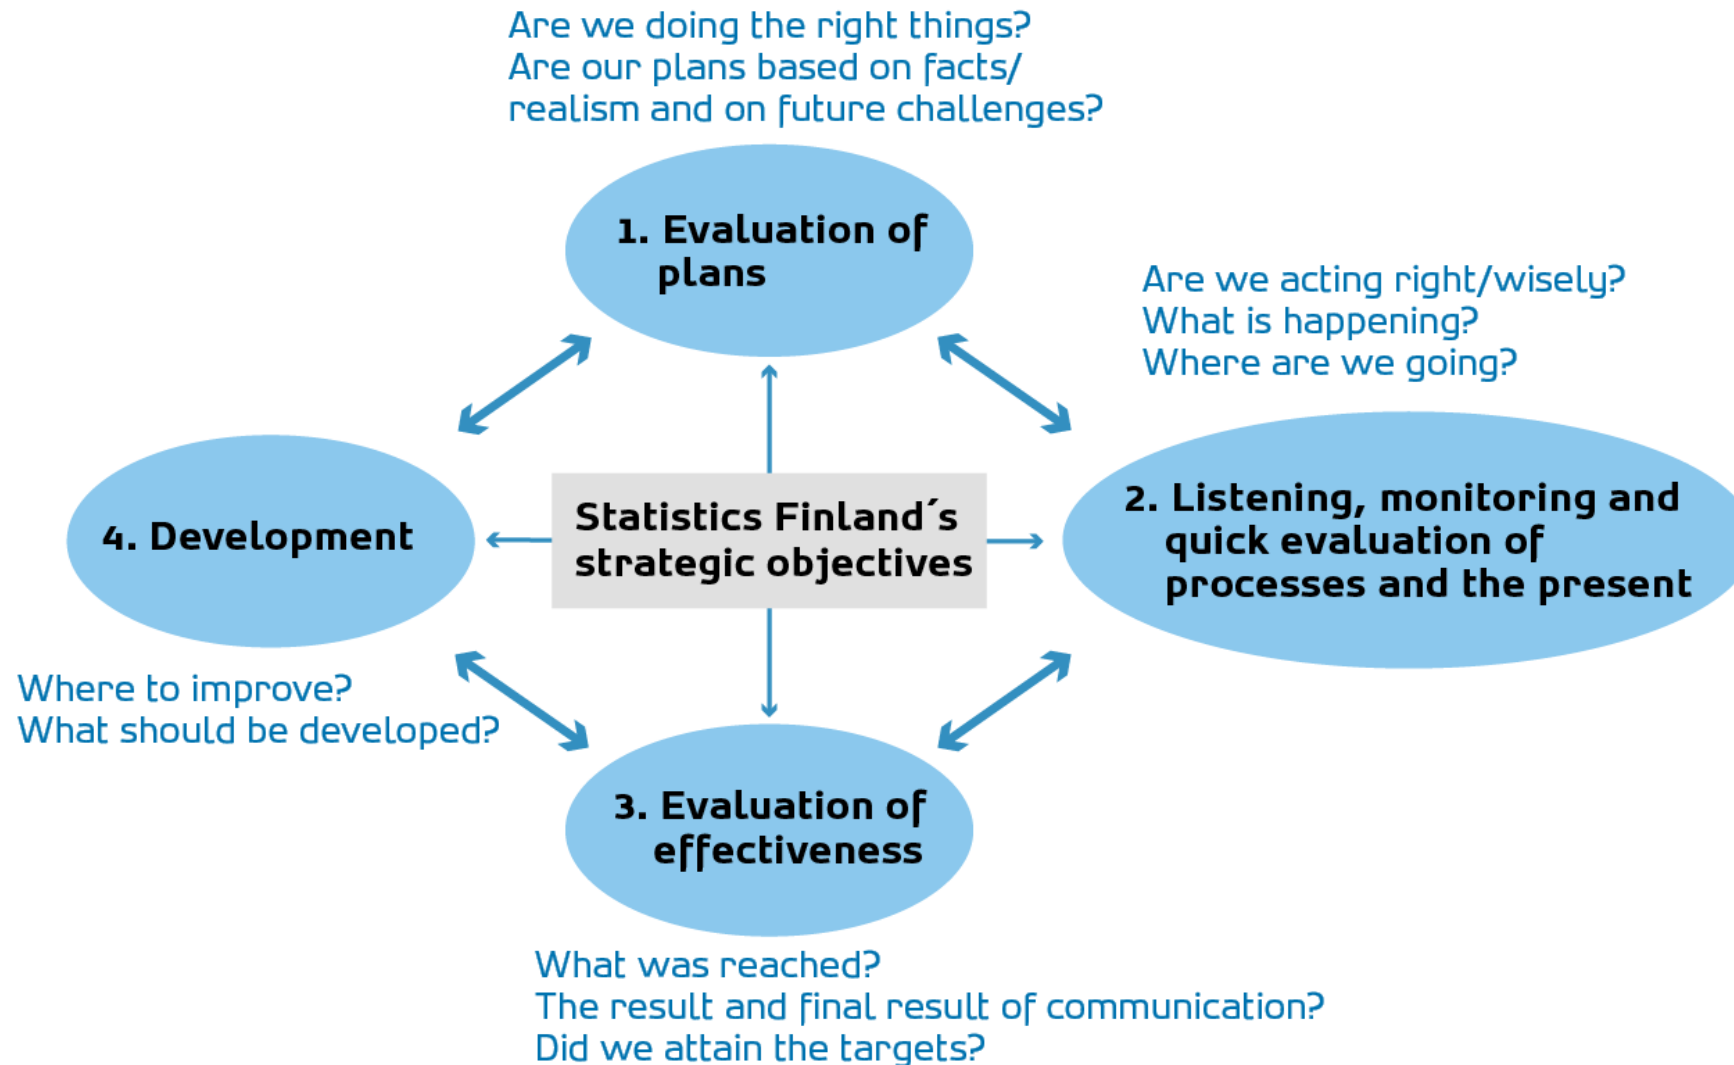 Are we doing the right things?
Are our plans based on facts/
realism and on future challenges?
1. Evaluation of
plans
Are we acting right/wisely?
What is happening?
Where are we going?
2. Listening, monitoring and
quick evaluation of
processes and the present
Statistics Finland´s
strategic objectives
4. Development
Where to improve?
What should be developed?
3. Evaluation of
effectiveness
What was reached?
The result and final result of communication?
Did we attain the targets?